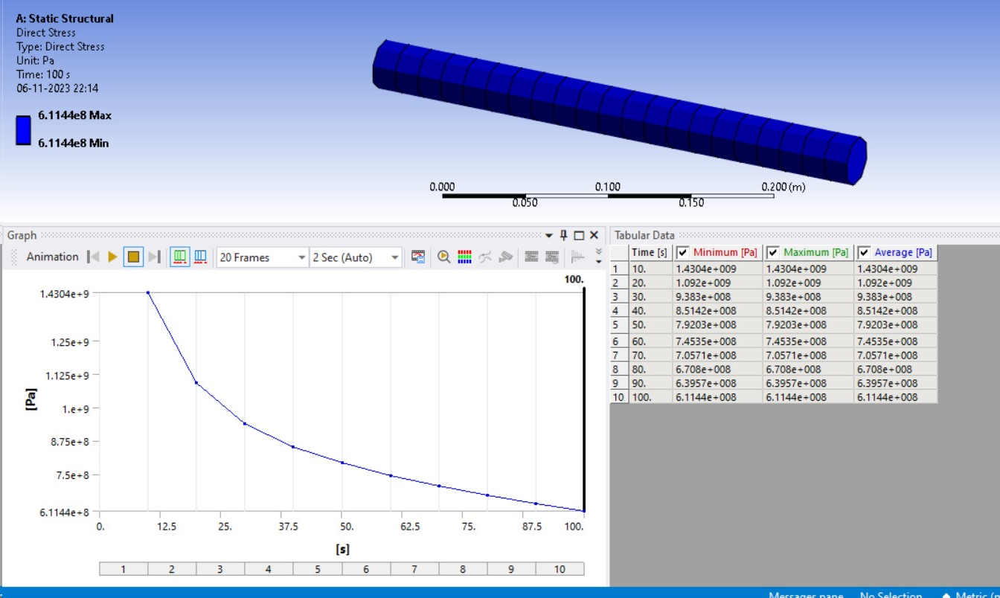 A: Static Structural
Direct Stress
Type: Direct Stress
Unit: Pa
Time: 100 s
06-11-2023 22:14
6.1144e8 Max
6.1144e8 Min
0.000 0.100 0.200 (m)
0.050 0.150
Graph
Animation 20 Frames 2 Sec (Auto)
100.
1.4304e+9
1.25e+9
1.125e+9
1.e+9
8.75e+8
7.5e+8
6.1144e+8
[Pa]
0. 12.5 25. 37.5 50. 62.5 75. 87.5 100.
[s]
1 2 3 4 5 6 7 8 9 10
Tabular Data
Time [s] Minimum [Pa] Maximum [Pa] Average [Pa]
1 10. 1.4304e+009 1.4304e+009 1.4304e+009
2 20. 1.092e+009 1.092e+009 1.092e+009
3 30. 9.383e+008 9.383e+008 9.383e+008
4 40. 8.5142e+008 8.5142e+008 8.5142e+008
5 50. 7.9203e+008 7.9203e+008 7.9203e+008
6 60. 7.4535e+008 7.4535e+008 7.4535e+008
7 70. 7.0571e+008 7.0571e+008 7.0571e+008
8 80. 6.708e+008 6.708e+008 6.708e+008
9 90. 6.3957e+008 6.3957e+008 6.3957e+008
10 100. 6.1144e+008 6.1144e+008 6.1144e+008
Messages pane No Selection Metric (